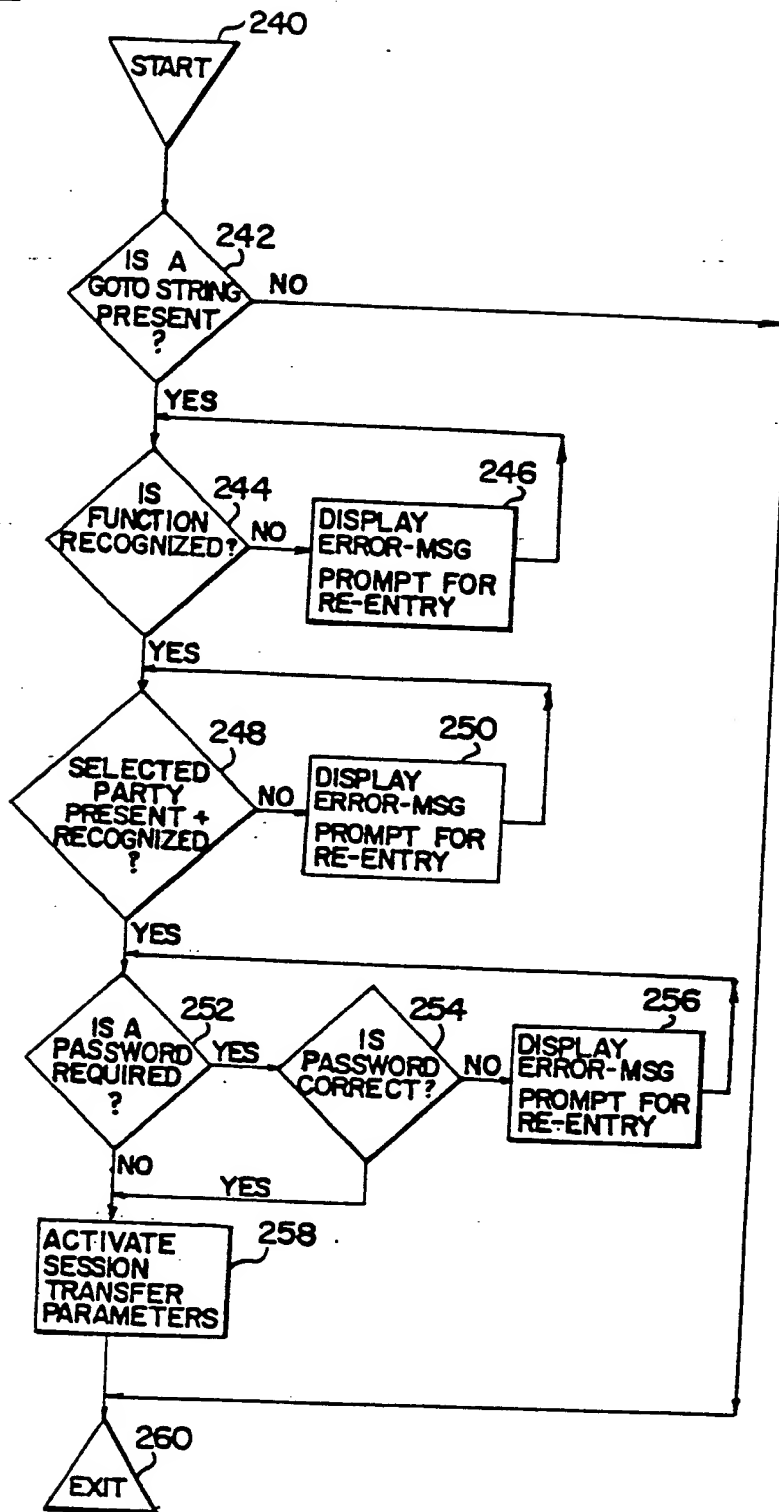 240
START
242
IS A
GOTO STRING
PRESENT
?
NO
YES
244
IS
FUNCTION
RECOGNIZED?
NO
246
DISPLAY
ERROR-MSG
PROMPT FOR
RE-ENTRY
YES
248
SELECTED
PARTY
PRESENT +
RECOGNIZED
?
NO
250
DISPLAY
ERROR-MSG
PROMPT FOR
RE-ENTRY
YES
252
IS A
PASSWORD
REQUIRED
?
YES
254
IS
PASSWORD
CORRECT?
NO
256
DISPLAY
ERROR-MSG
PROMPT FOR
RE-ENTRY
NO
YES
258
ACTIVATE
SESSION
TRANSFER
PARAMETERS
260
EXIT